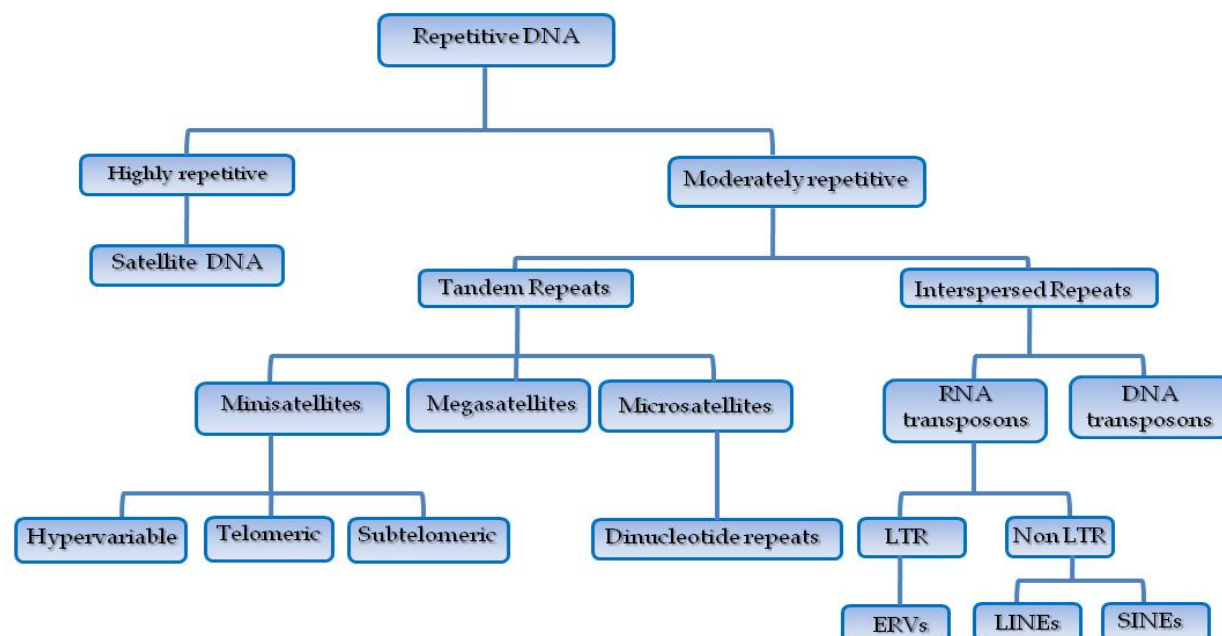 Repetitive DNA
Highly repetitive
Moderately repetitive
Satellite DNA
Tandem Repeats
Interspersed Repeats
Minisatellites
Megasatellites
Microsatellites
RNA
transposons
DNA
transposons
Hypervariable
Telomeric
Subtelomeric
Dinucleotide repeats
LTR
Non LTR
ERVs
LINEs
SINEs